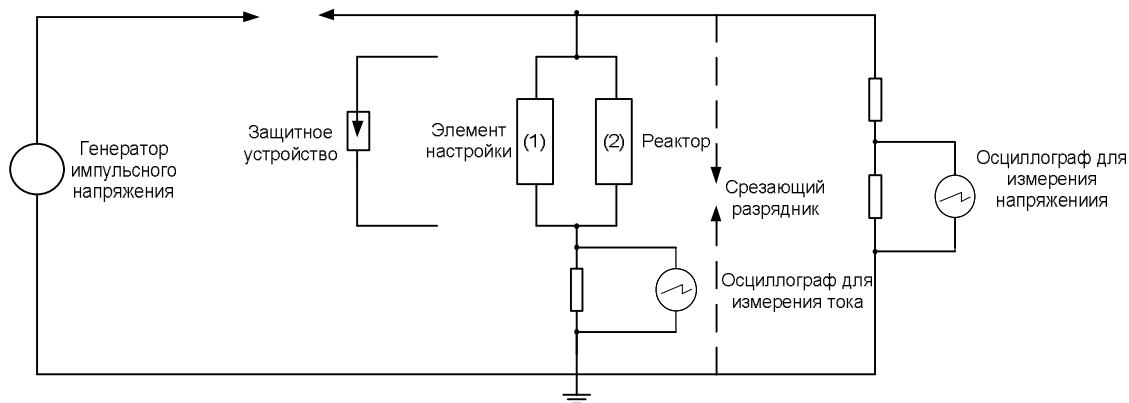 Генератор
импульсного
напряжения
Защитное
устройство
Элемент
настройки
(1)
(2)
Реактор
Срезающий
разрядник
Осциллограф для
измерения
напряжениия
Осциллограф для
измерения тока